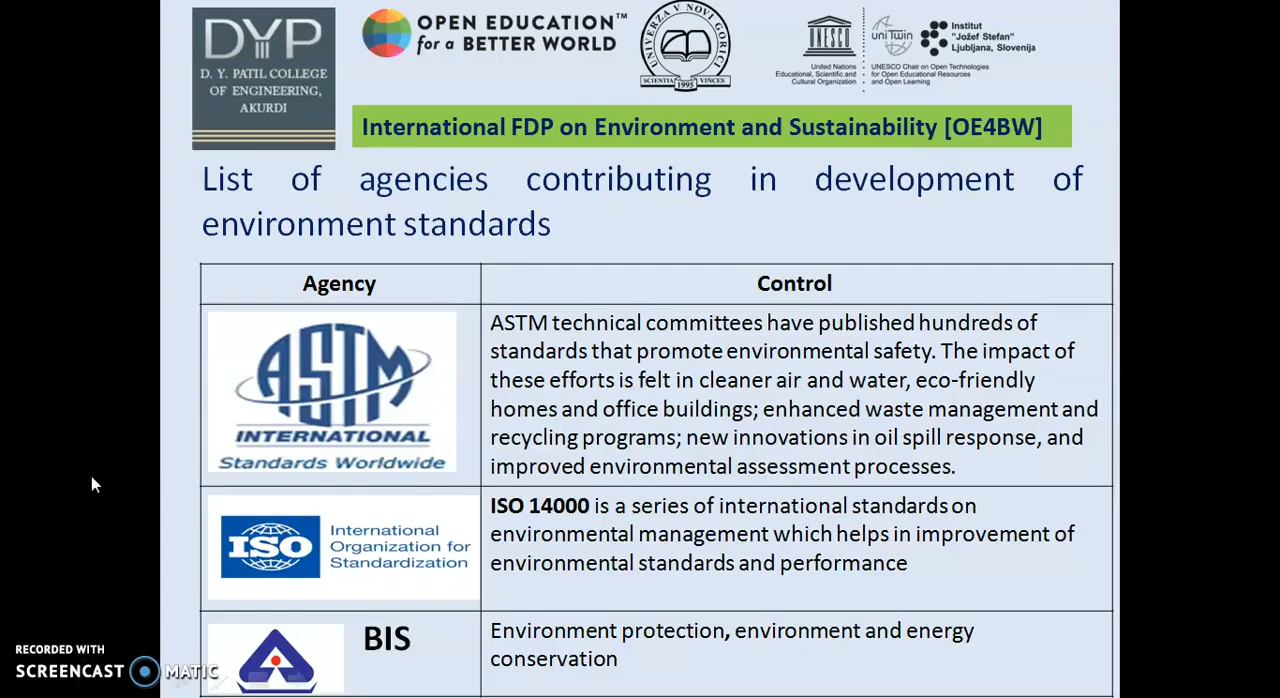 DYP
D. Y. PATIL COLLEGE
OF ENGINEERING,
AKURDI
OPEN EDUCATION™
for a BETTER WORLD
UNIVERZA V NOVI GORICI
SCIENTIA VINCES
1995
UNESCO
United Nations
Educational, Scientific and
Cultural Organization
uniTwin
Institut
"Jožef Stefan"
Ljubljana, Slovenija
UNESCO Chair on Open Technologies
for Open Educational Resources
and Open Learning
International FDP on Environment and Sustainability [OE4BW]
List of agencies contributing in development of
environment standards
Agency
Control
ASTM
INTERNATIONAL
Standards Worldwide
ASTM technical committees have published hundreds of
standards that promote environmental safety. The impact of
these efforts is felt in cleaner air and water, eco-friendly
homes and office buildings; enhanced waste management and
recycling programs; new innovations in oil spill response, and
improved environmental assessment processes.
ISO
International
Organization for
Standardization
ISO 14000 is a series of international standards on
environmental management which helps in improvement of
environmental standards and performance
BIS
Environment protection, environment and energy
conservation
RECORDED WITH
SCREENCAST MATIC